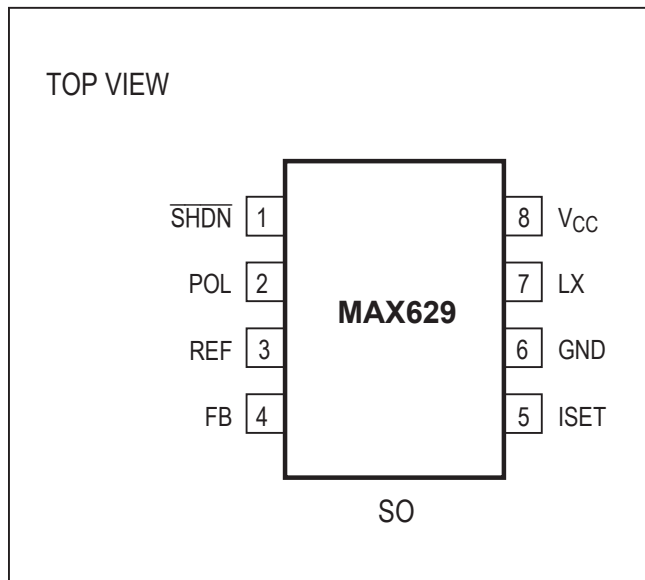 TOP VIEW
SHDN 1
POL 2
REF 3
FB 4
MAX629
8 VCC
7 LX
6 GND
5 ISET
SO